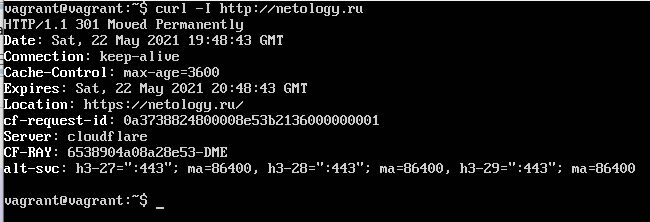 vagrant@vagrant:~$ curl -I http://netology.ru
HTTP/1.1 301 Moved Permanently
Date: Sat, 22 May 2021 19:48:43 GMT
Connection: keep-alive
Cache-Control: max-age=3600
Expires: Sat, 22 May 2021 20:48:43 GMT
Location: https://netology.ru/
cf-request-id: 0a3738824800008e53b2136000000001
Server: cloudflare
CF-RAY: 6538904a08a28e53-DME
alt-svc: h3-27=":443"; ma=86400, h3-28=":443"; ma=86400, h3-29=":443"; ma=86400
vagrant@vagrant:~$ _